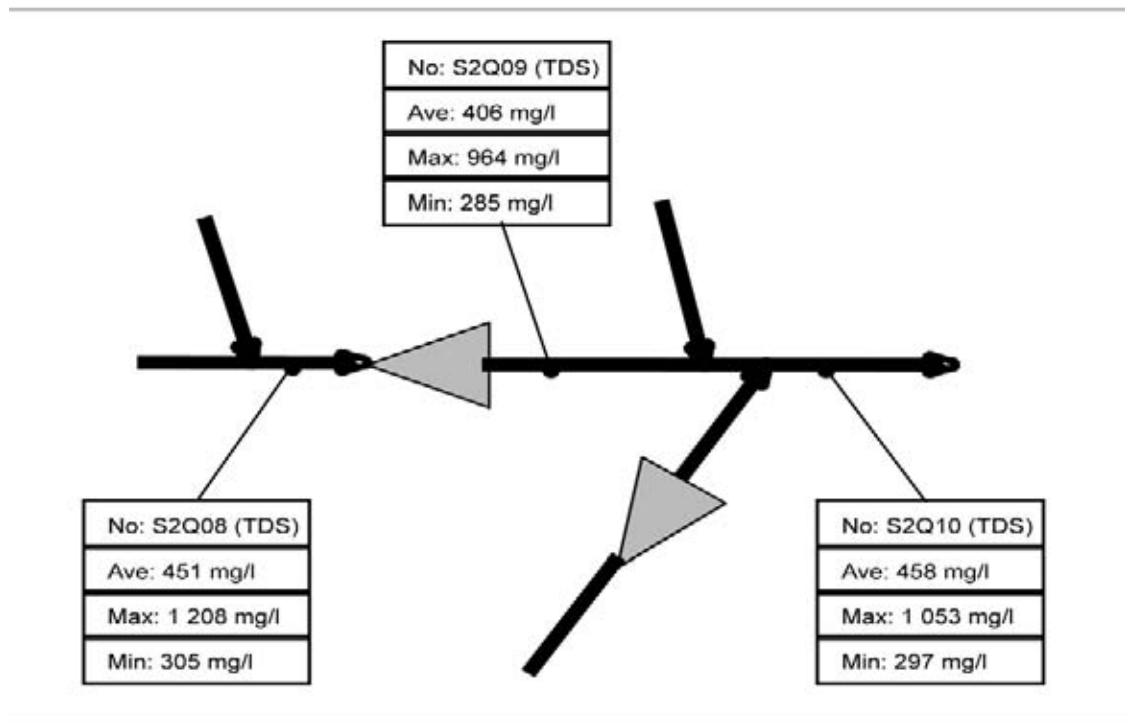 No: S2Q09 (TDS)
Ave: 406 mg/l
Max: 964 mg/l
Min: 285 mg/l
No: S2Q08 (TDS)
Ave: 451 mg/l
Max: 1 208 mg/l
Min: 305 mg/l
No: S2Q10 (TDS)
Ave: 458 mg/l
Max: 1 053 mg/l
Min: 297 mg/l